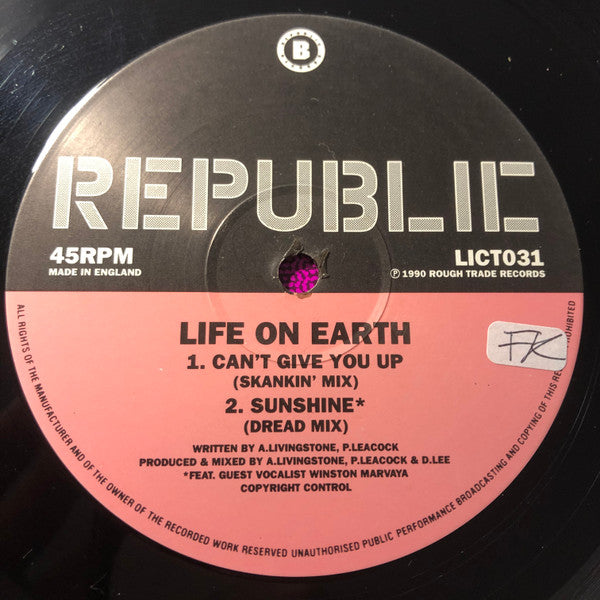 B
REPUBLIC
45RPM
MADE IN ENGLAND
LICT031
℗ 1990 ROUGH TRADE RECORDS
LIFE ON EARTH
1. CAN'T GIVE YOU UP
(SKANKIN' MIX)
2. SUNSHINE*
(DREAD MIX)
WRITTEN BY A.LIVINGSTONE, P.LEACOCK
PRODUCED & MIXED BY A.LIVINGSTONE, P.LEACOCK & D.LEE
*FEAT. GUEST VOCALIST WINSTON MARVAYA
COPYRIGHT CONTROL
FK
ALL RIGHTS OF THE MANUFACTURER AND OF THE OWNER OF THE RECORDED WORK RESERVED UNAUTHORISED PUBLIC PERFORMANCE BROADCASTING AND COPYING OF THIS PROHIBITED